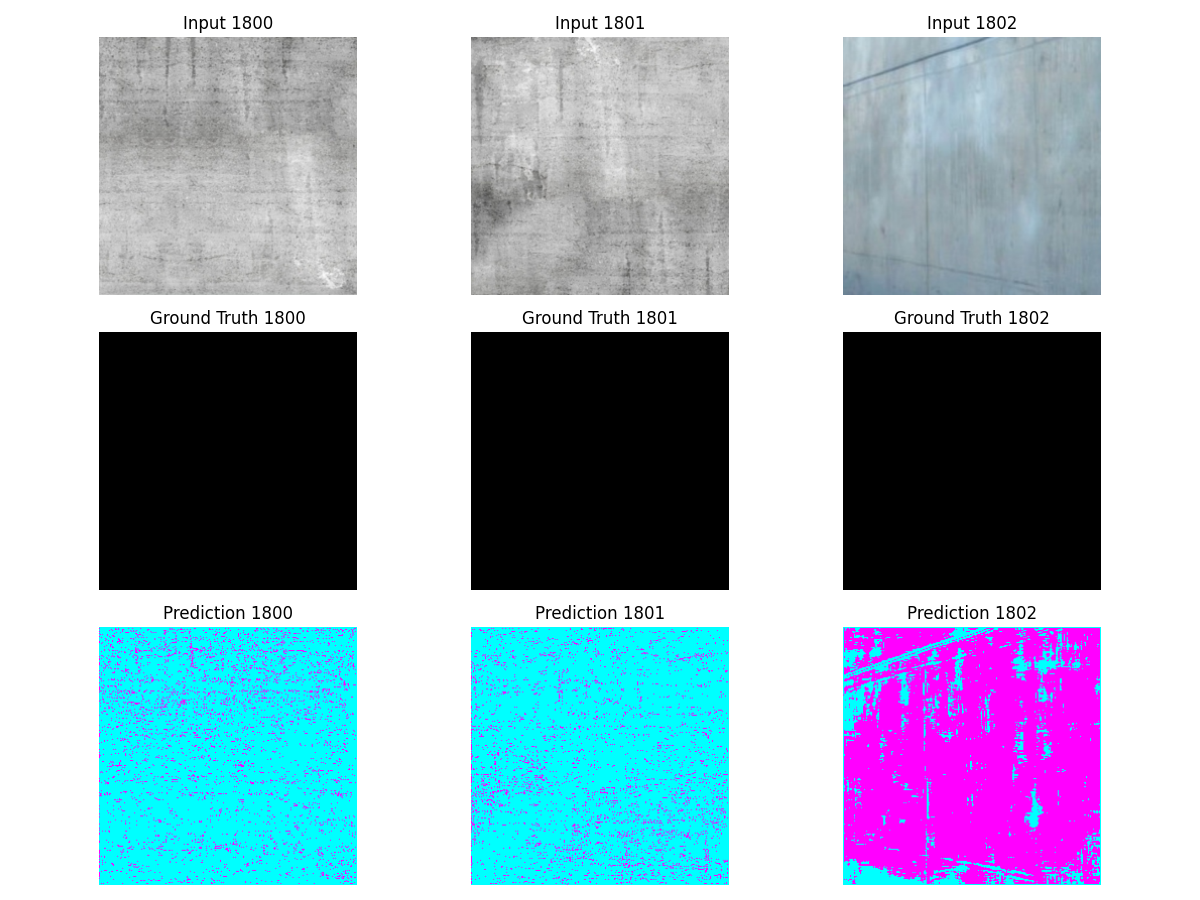 Input 1800
Input 1801
Input 1802
Ground Truth 1800
Ground Truth 1801
Ground Truth 1802
Prediction 1800
Prediction 1801
Prediction 1802